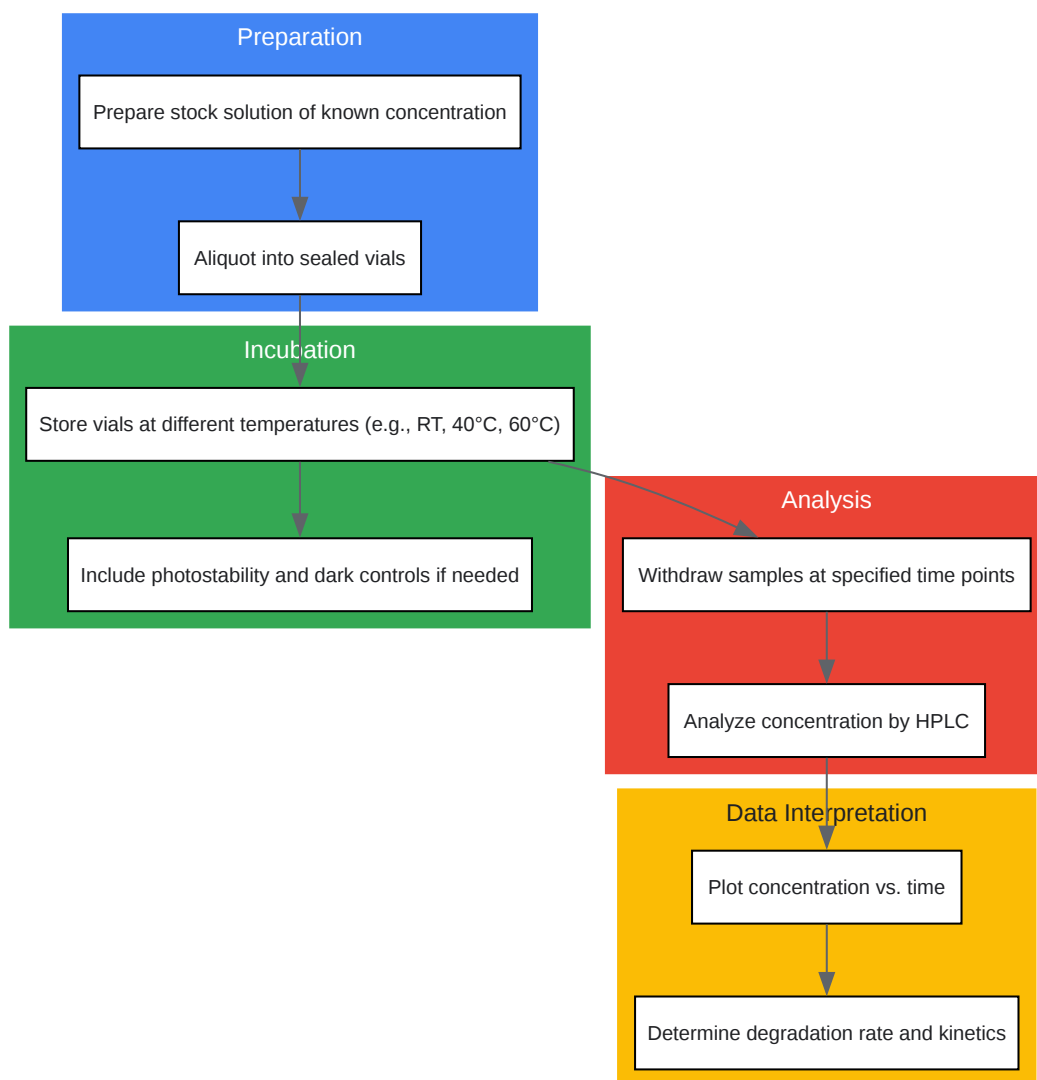 Preparation
Prepare stock solution of known concentration
Aliquot into sealed vials
Incubation
Store vials at different temperatures (e.g., RT, 40°C, 60°C)
Include photostability and dark controls if needed
Analysis
Withdraw samples at specified time points
Analyze concentration by HPLC
Data Interpretation
Plot concentration vs. time
Determine degradation rate and kinetics